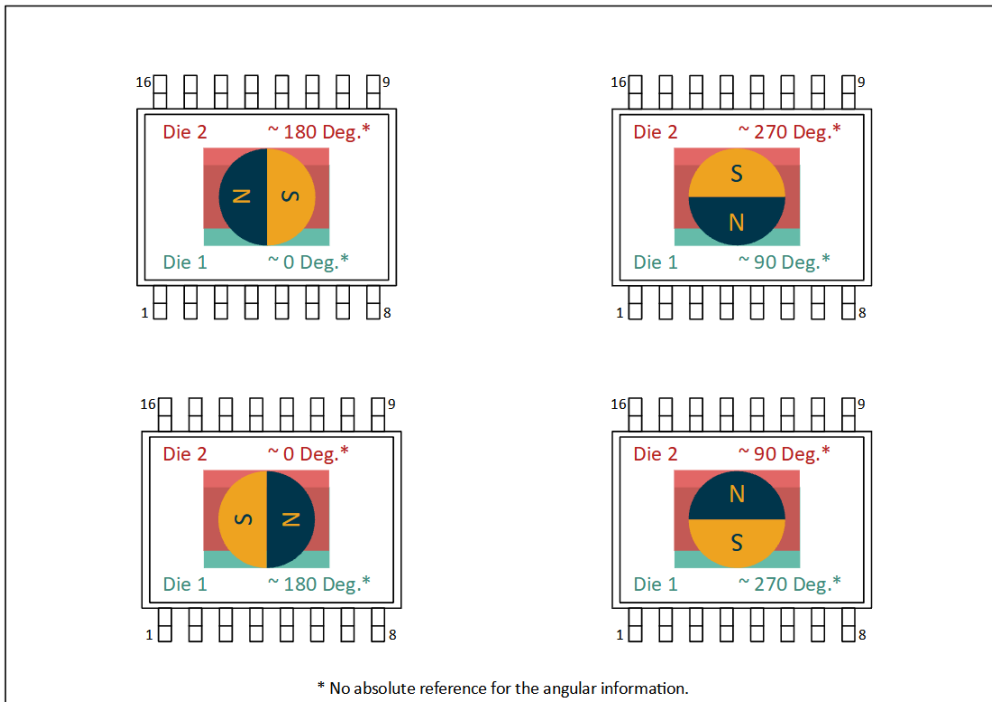 16 9
Die 2 ~ 180 Deg.*
N S
Die 1 ~ 0 Deg.*
1 8
16 9
Die 2 ~ 270 Deg.*
S
N
Die 1 ~ 90 Deg.*
1 8
16 9
Die 2 ~ 0 Deg.*
S N
Die 1 ~ 180 Deg.*
1 8
16 9
Die 2 ~ 90 Deg.*
N
S
Die 1 ~ 270 Deg.*
1 8
* No absolute reference for the angular information.